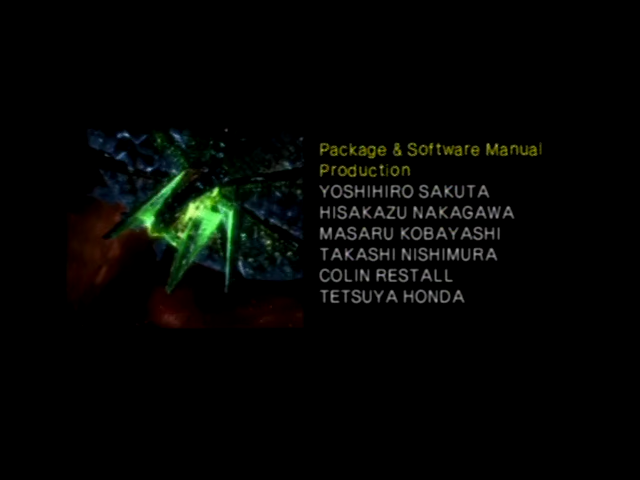 Package & Software Manual
Production
YOSHIHIRO SAKUTA
HISAKAZU NAKAGAWA
MASARU KOBAYASHI
TAKASHI NISHIMURA
COLIN RESTALL
TETSUYA HONDA